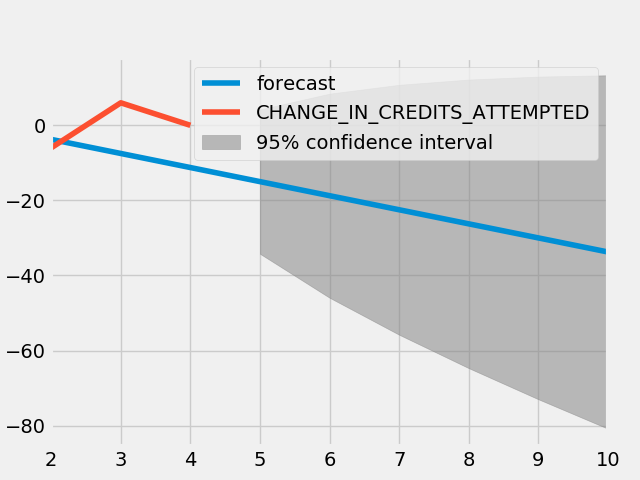 forecast
CHANGE_IN_CREDITS_ATTEMPTED
95% confidence interval
0
−20
−40
−60
−80
2 3 4 5 6 7 8 9 10